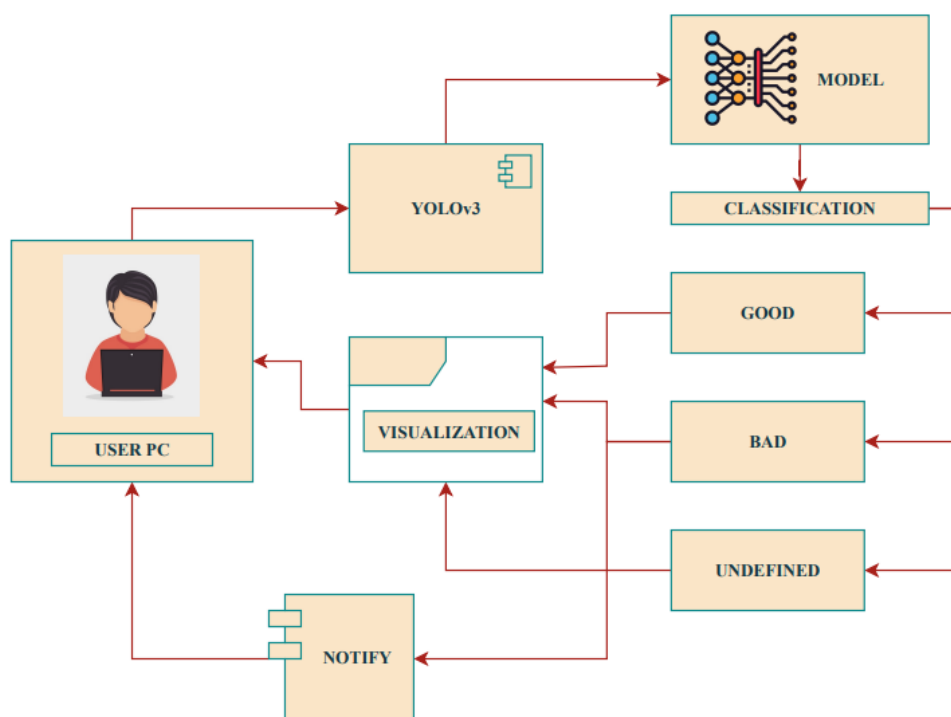 MODEL
YOLOv3
CLASSIFICATION
GOOD
VISUALIZATION
USER PC
BAD
UNDEFINED
NOTIFY